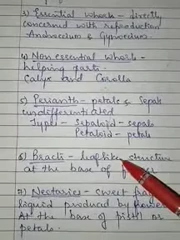 3) Essential whorls - directly
concerned with reproduction
Androecium & Gynoecium.
4) Non essential whorls -
helping parts.
Calyx and Corolla
5) Perianth - petals & Sepals
undifferentiated
Types - Sepaloid - sepals
Petaloid - petals
6) Bracts - leaf like structure
at the base of
7) Nectaries - sweet
liquid produced by flower
At the base of pistil or
petals.